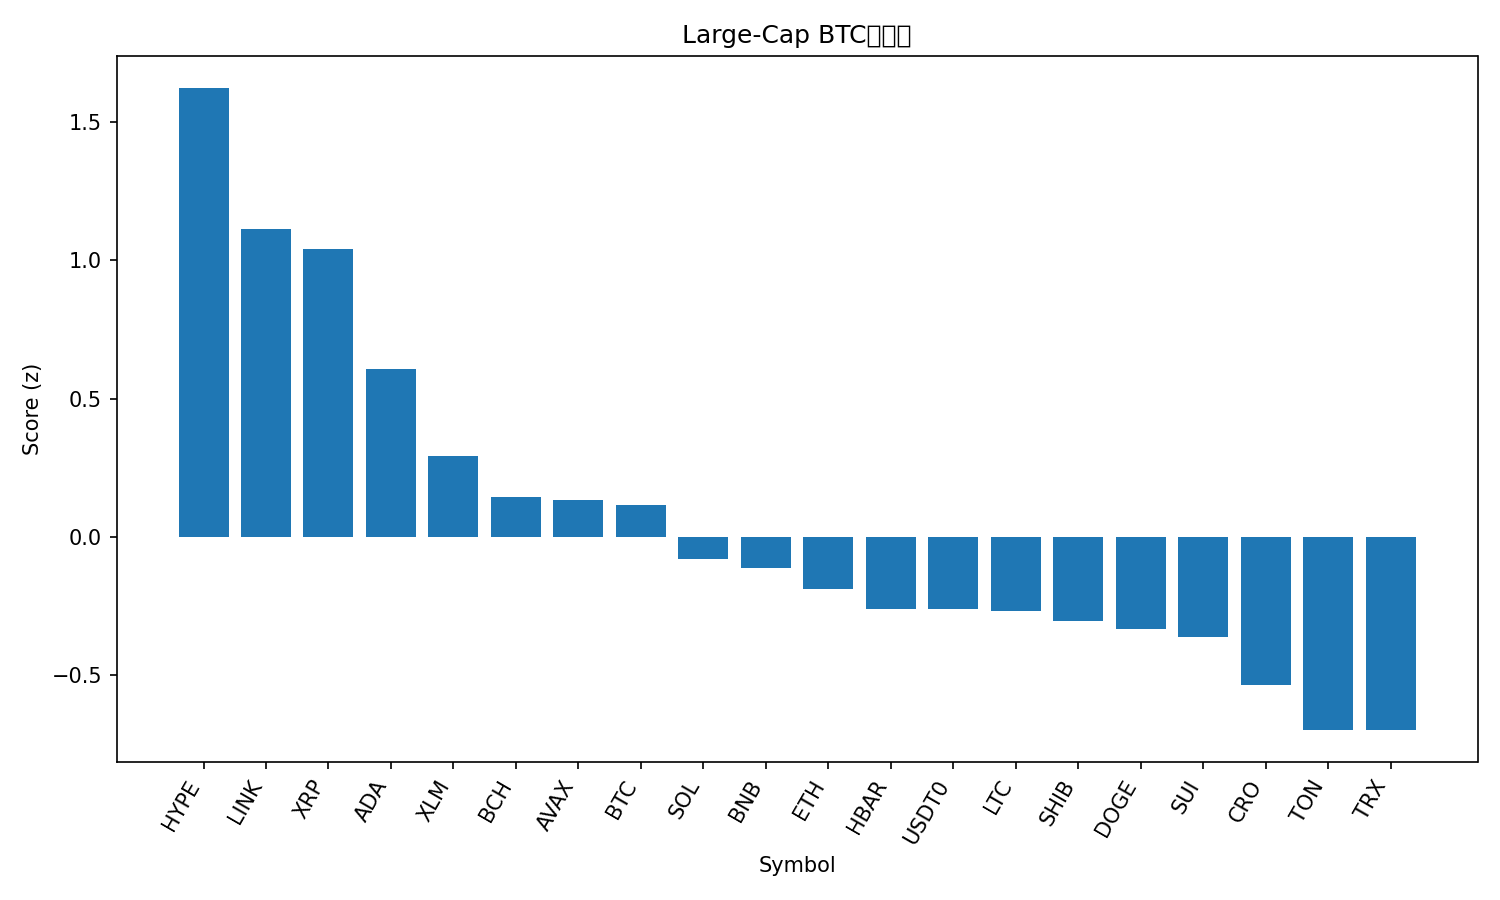 Large-Cap BTC
1.5
1.0
0.5
0.0
−0.5
Score (z)
HYPE
LINK
XRP
ADA
XLM
BCH
AVAX
BTC
SOL
BNB
ETH
HBAR
USDT0
LTC
SHIB
DOGE
SUI
CRO
TON
TRX
Symbol